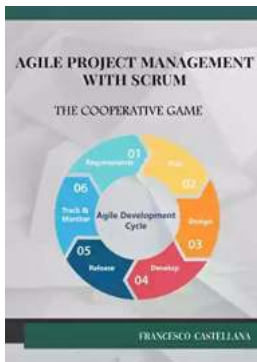 AGILE PROJECT MANAGEMENT
WITH SCRUM
THE COOPERATIVE GAME
01
Requirements
02
Design
03
Develop
04
Release
05
Track &
Monitor
06
Agile Development
Cycle
FRANCESCO CASTELLANA